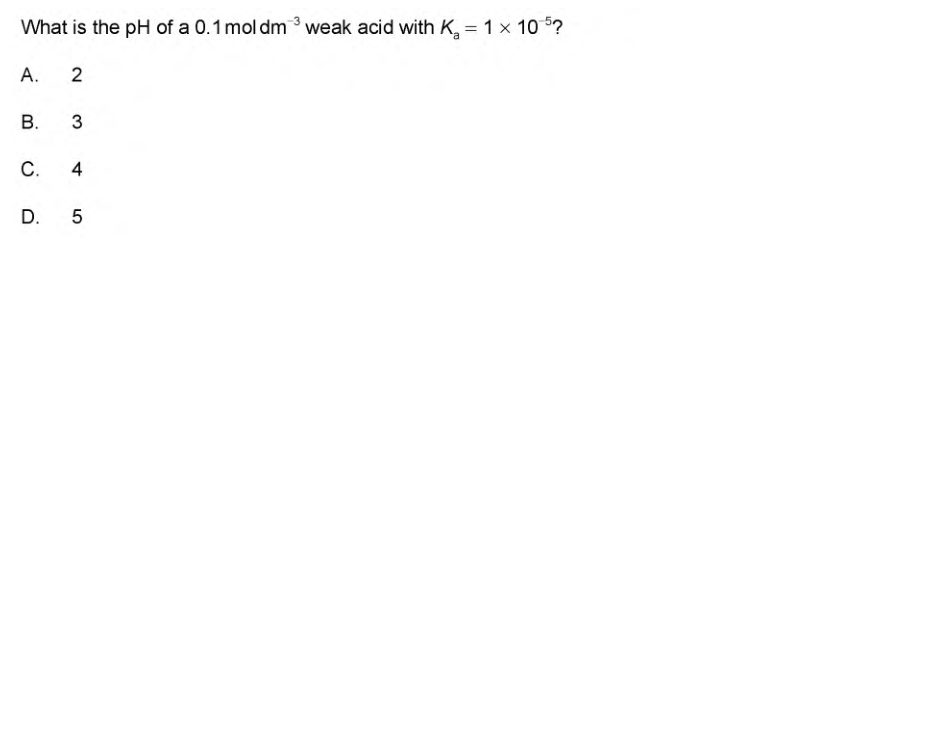 What is the pH of a 0.1 mol dm⁻³ weak acid with Kₐ = 1 × 10⁻⁵?
A. 2
B. 3
C. 4
D. 5